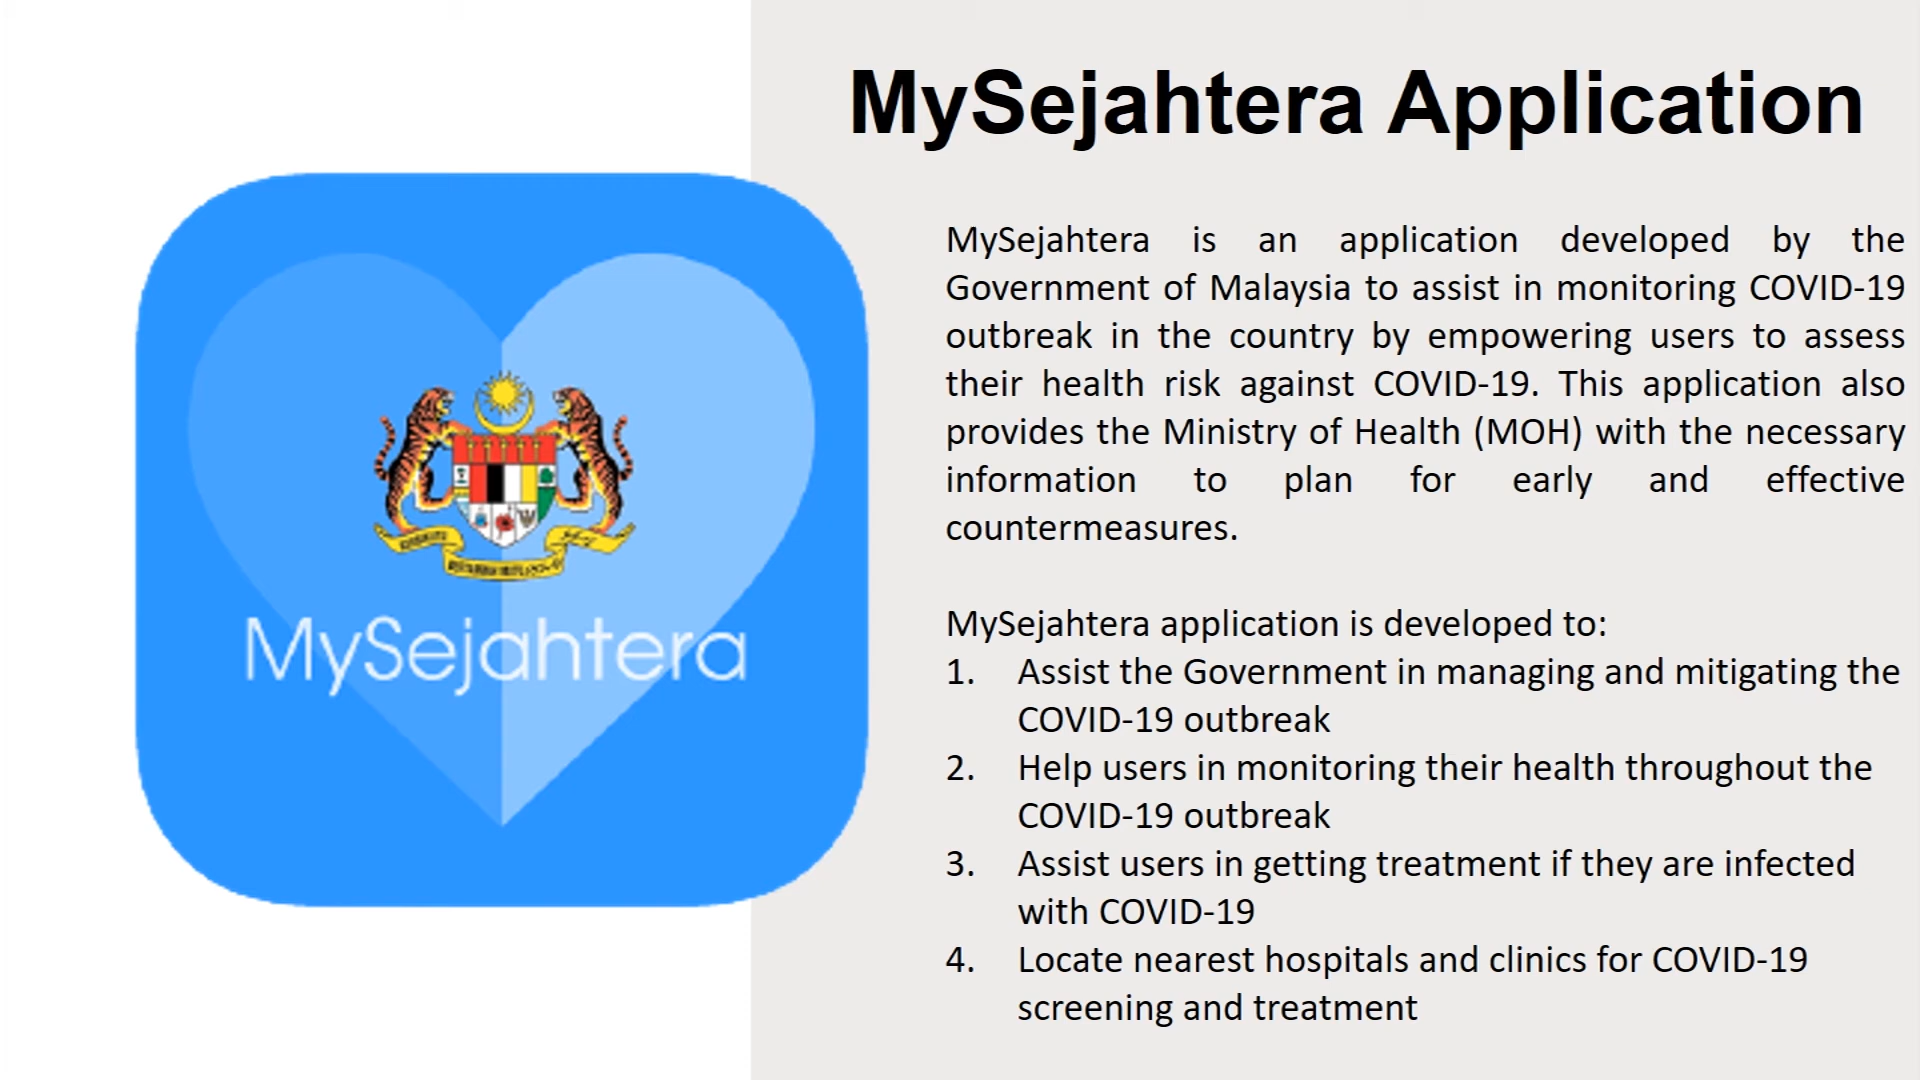 MySejahtera Application
MySejahtera is an application developed by the
Government of Malaysia to assist in monitoring COVID-19
outbreak in the country by empowering users to assess
their health risk against COVID-19. This application also
provides the Ministry of Health (MOH) with the necessary
information to plan for early and effective
countermeasures.
MySejahtera application is developed to:
1. Assist the Government in managing and mitigating the
COVID-19 outbreak
2. Help users in monitoring their health throughout the
COVID-19 outbreak
3. Assist users in getting treatment if they are infected
with COVID-19
4. Locate nearest hospitals and clinics for COVID-19
screening and treatment
MySejahtera